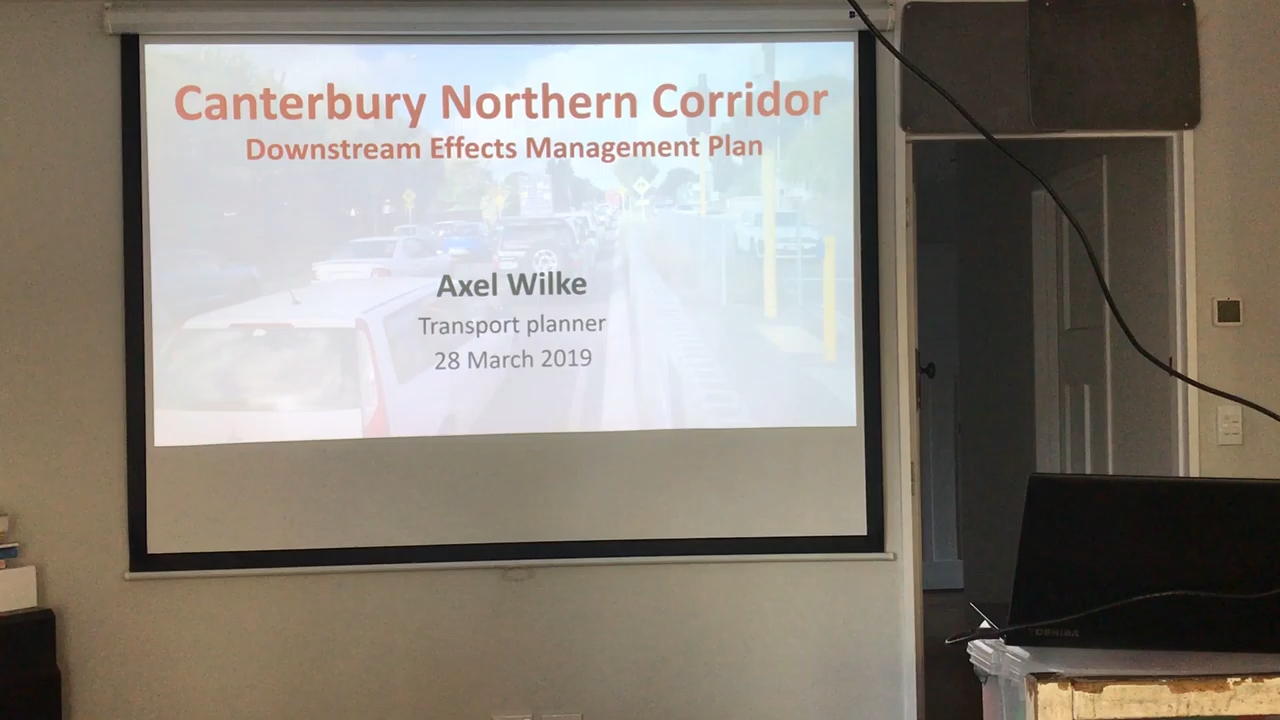 Canterbury Northern Corridor
Downstream Effects Management Plan
Axel Wilke
Transport planner
28 March 2019
TOSHIBA